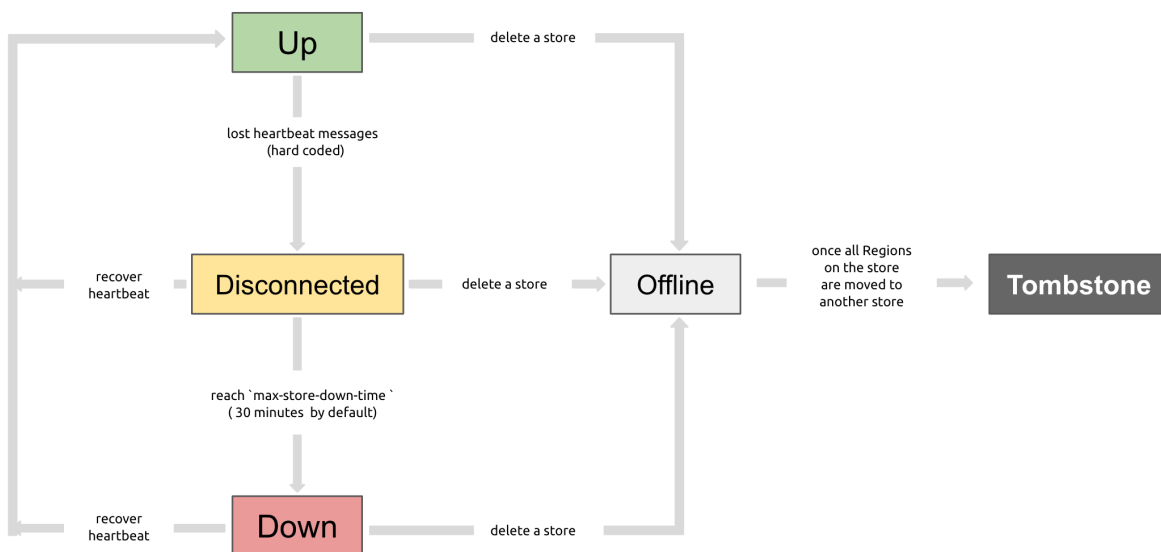 Up
delete a store
lost heartbeat messages
(hard coded)
recover
heartbeat
Disconnected
delete a store
Offline
once all Regions
on the store
are moved to
another store
Tombstone
reach `max-store-down-time `
( 30 minutes  by default)
recover
heartbeat
Down
delete a store